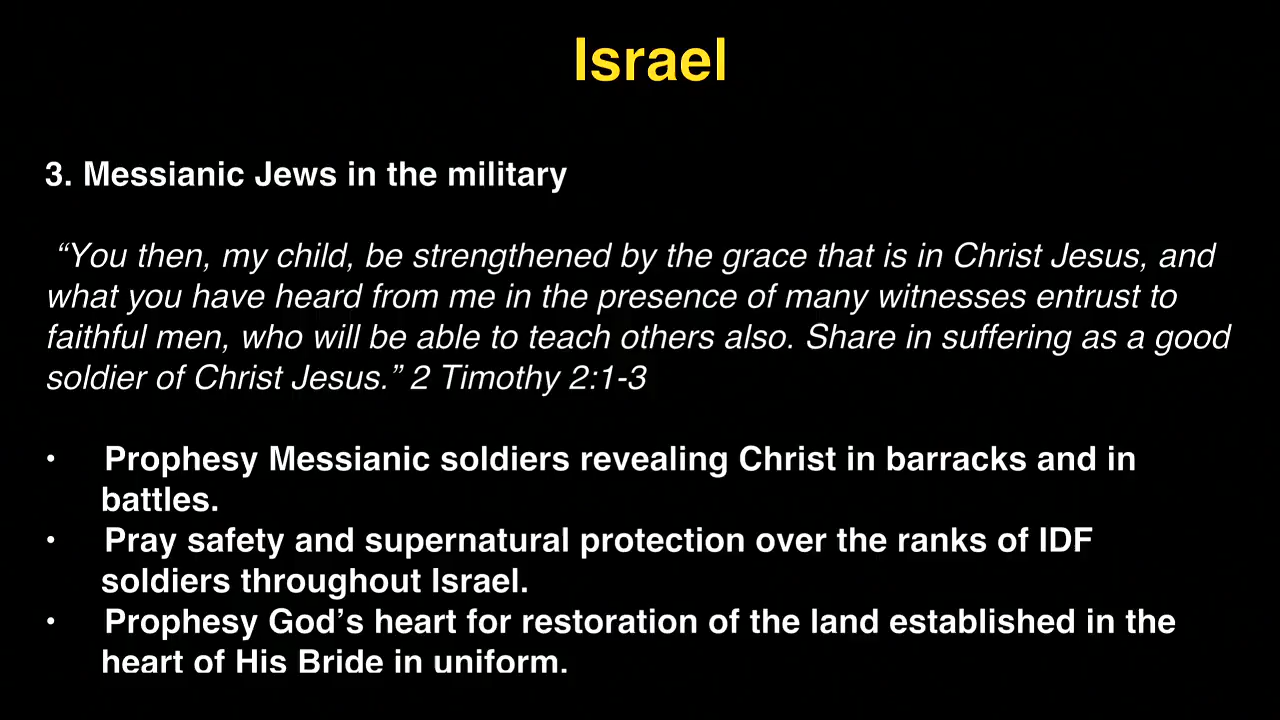 Israel
3. Messianic Jews in the military
“You then, my child, be strengthened by the grace that is in Christ Jesus, and
what you have heard from me in the presence of many witnesses entrust to
faithful men, who will be able to teach others also. Share in suffering as a good
soldier of Christ Jesus.” 2 Timothy 2:1-3
• Prophesy Messianic soldiers revealing Christ in barracks and in
battles.
• Pray safety and supernatural protection over the ranks of IDF
soldiers throughout Israel.
• Prophesy God’s heart for restoration of the land established in the
heart of His Bride in uniform.